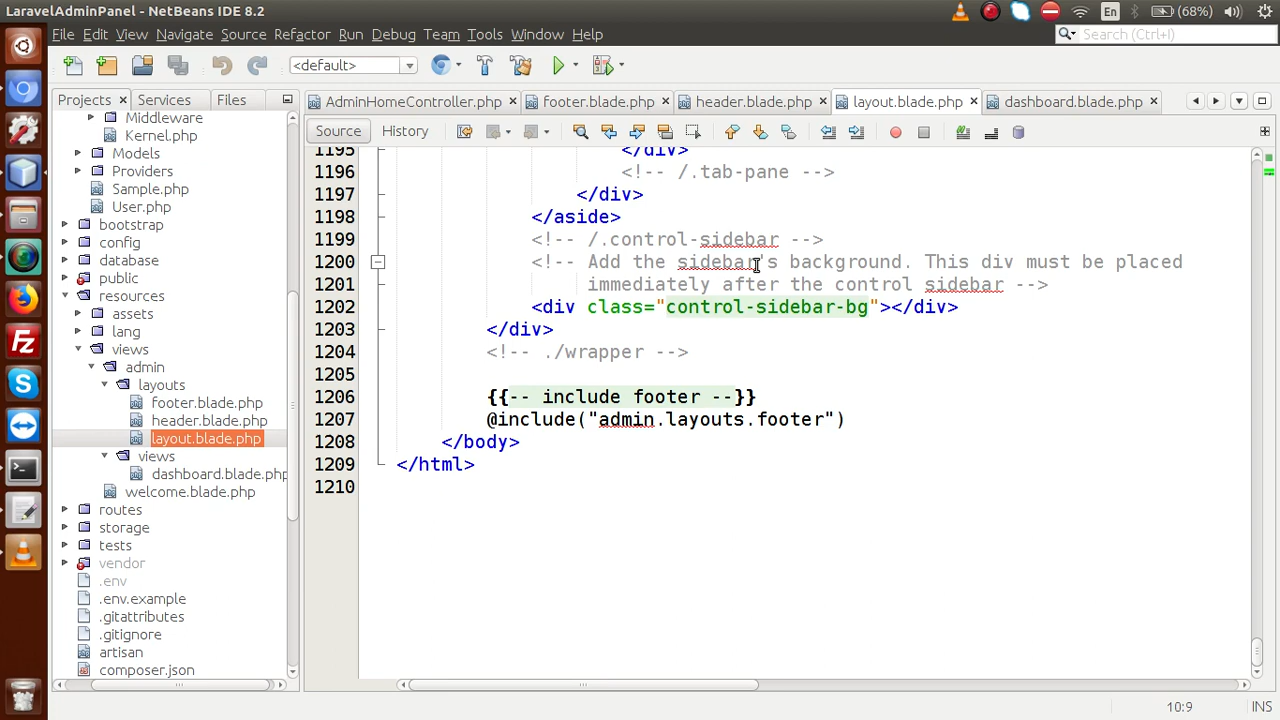 LaravelAdminPanel - NetBeans IDE 8.2
En
(68%)
File Edit View Navigate Source Refactor Run Debug Team Tools Window Help
Search (Ctrl+I)
<default>
Projects
Services
Files
AdminHomeController.php
footer.blade.php
header.blade.php
layout.blade.php
dashboard.blade.php
Source
History
Middleware
Kernel.php
Models
Providers
Sample.php
User.php
bootstrap
config
database
public
resources
assets
lang
views
admin
layouts
footer.blade.php
header.blade.php
layout.blade.php
views
dashboard.blade.php
welcome.blade.php
routes
storage
tests
vendor
.env
.env.example
.gitattributes
.gitignore
artisan
composer.json
1195 </div>
1196 <!-- /.tab-pane -->
1197 </div>
1198 </aside>
1199 <!-- /.control-sidebar -->
1200 <!-- Add the sidebar's background. This div must be placed
1201 immediately after the control sidebar -->
1202 <div class="control-sidebar-bg"></div>
1203 </div>
1204 <!-- ./wrapper -->
1205
1206 {{-- include footer --}}
1207 @include("admin.layouts.footer")
1208 </body>
1209 </html>
1210
10:9
INS